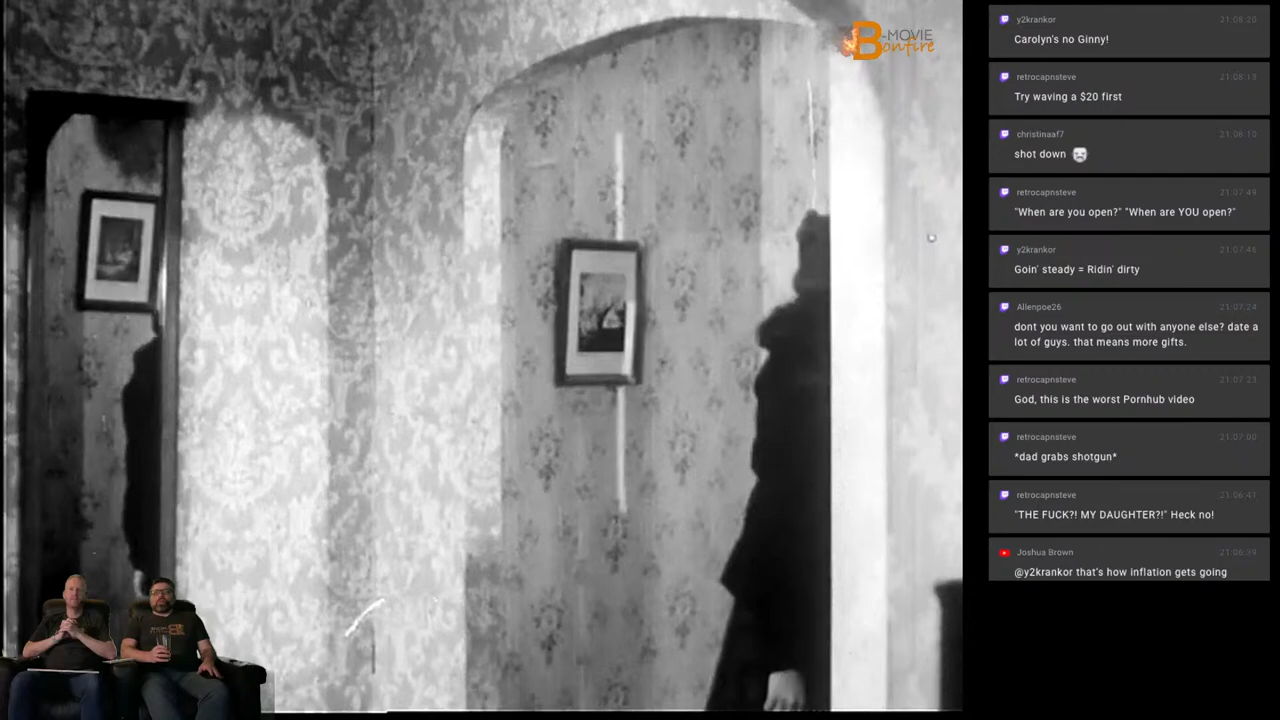 B-MOVIE
Bonfire
y2krankor 21:08:20
Carolyn's no Ginny!
retrocapnsteve 21:08:13
Try waving a $20 first
christinaaf7 21:08:10
shot down
retrocapnsteve 21:07:49
"When are you open?" "When are YOU open?"
y2krankor 21:07:46
Goin' steady = Ridin' dirty
Allenpoe26 21:07:24
dont you want to go out with anyone else? date a
lot of guys. that means more gifts.
retrocapnsteve 21:07:23
God, this is the worst Pornhub video
retrocapnsteve 21:07:00
*dad grabs shotgun*
retrocapnsteve 21:06:41
"THE FUCK?! MY DAUGHTER?!" Heck no!
Joshua Brown 21:06:39
@y2krankor that's how inflation gets going